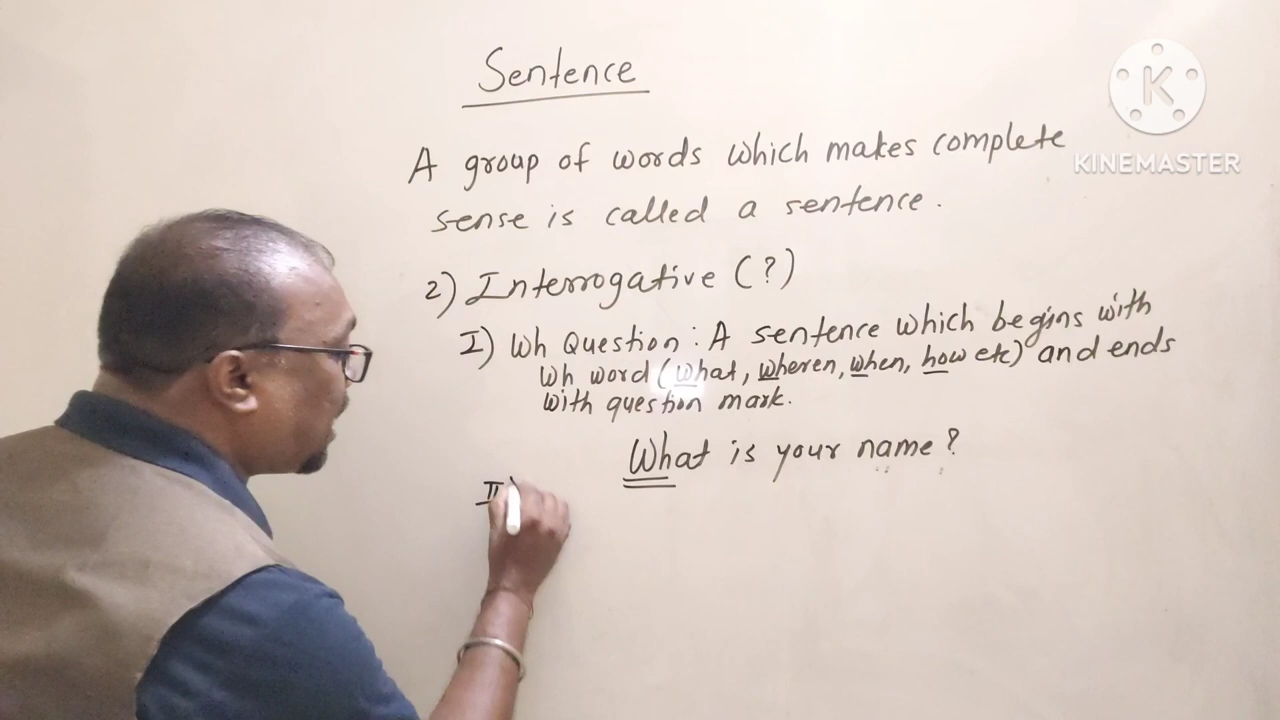 Sentence
A group of words which makes complete
sense is called a sentence.
2) Interrogative (?)
I) Wh Question : A sentence which begins with
Wh word (what, wheren, when, how etc) and ends
with question mark.
What is your name ?
II)
K
KINEMASTER